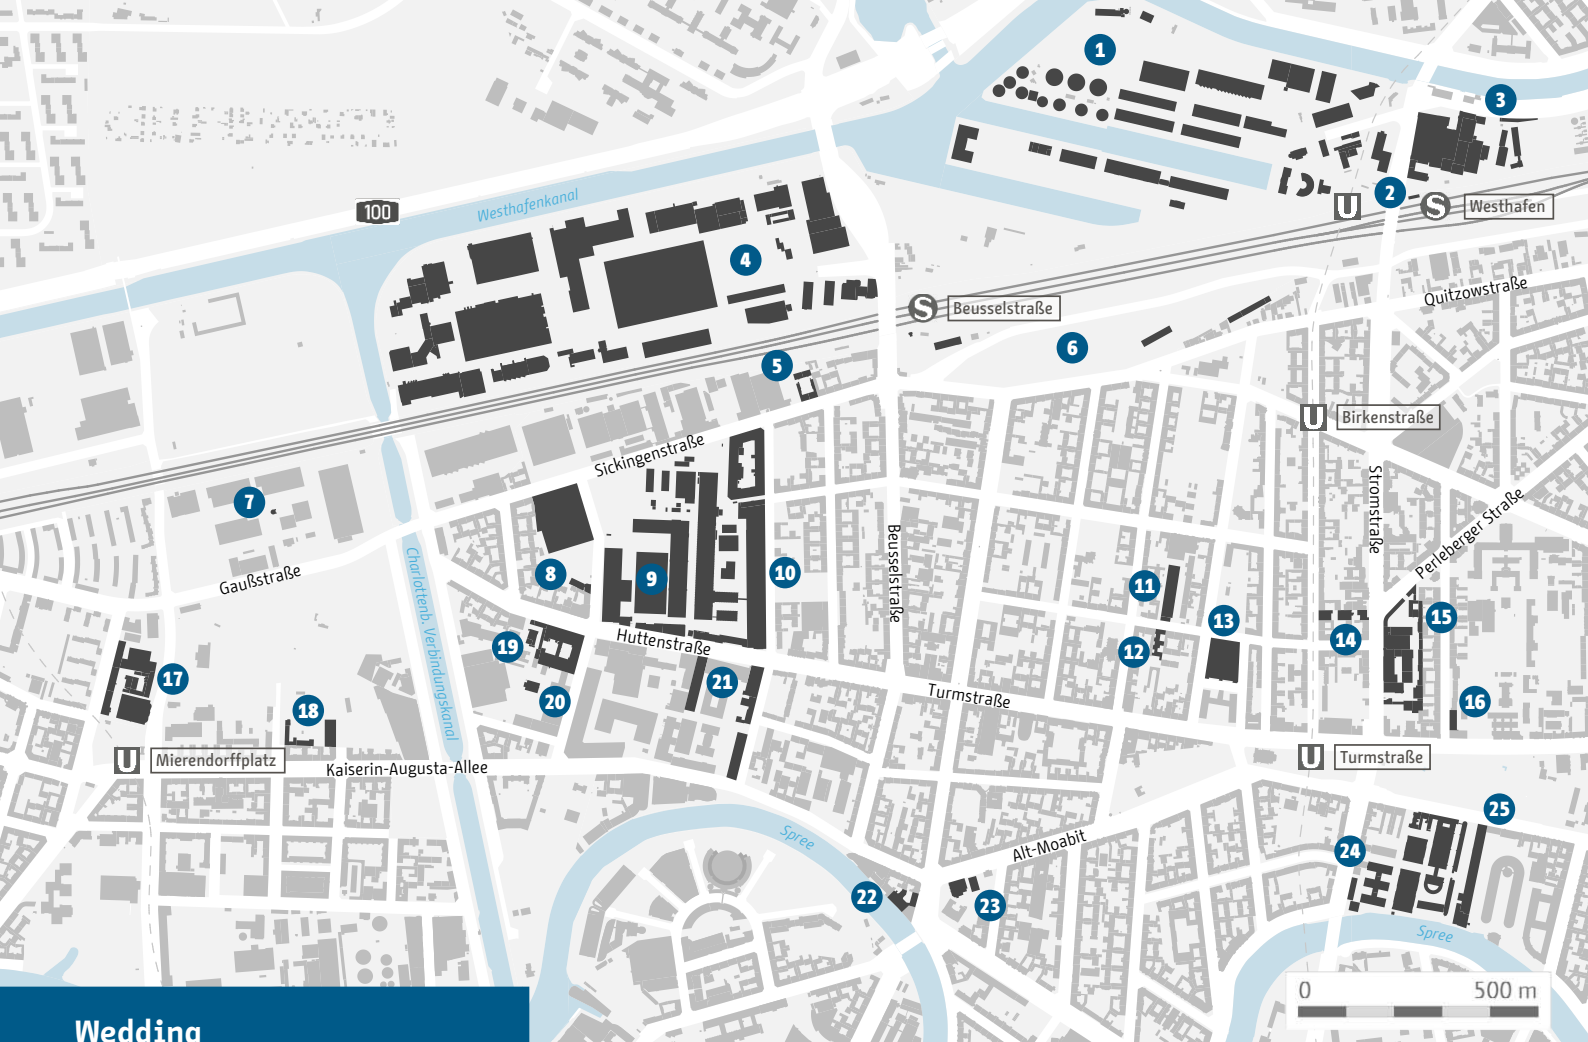 1
3
2
U
S
Westhafen
100
Westhafenkanal
4
S
Beusselstraße
Quitzowstraße
6
5
U
Birkenstraße
Sickingenstraße
Stromstraße
7
Perleberger Straße
Beusselstraße
Gaußstraße
Charlottenb. Verbindungskanal
8
9
10
11
12
13
14
15
Huttenstraße
19
17
20
21
16
18
Turmstraße
U
Mierendorffplatz
Kaiserin-Augusta-Allee
U
Turmstraße
25
Spree
Alt-Moabit
24
22
23
Spree
0
500 m
Wedding